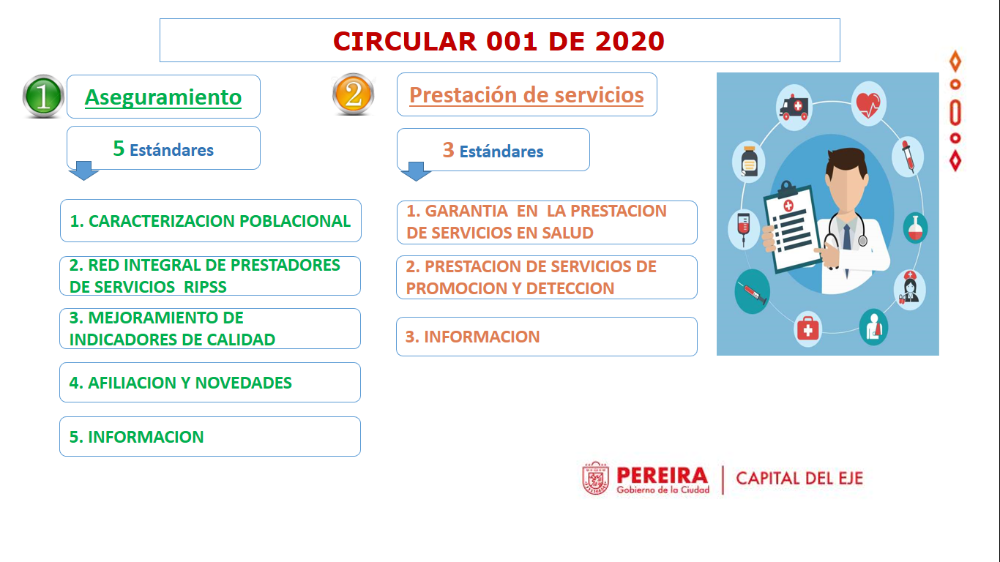 CIRCULAR 001 DE 2020
1
Aseguramiento
5 Estándares
1. CARACTERIZACION POBLACIONAL
2. RED INTEGRAL DE PRESTADORES
DE SERVICIOS  RIPSS
3. MEJORAMIENTO DE
INDICADORES DE CALIDAD
4. AFILIACION Y NOVEDADES
5. INFORMACION
2
Prestación de servicios
3 Estándares
1. GARANTIA  EN  LA PRESTACION
DE SERVICIOS EN SALUD
2. PRESTACION DE SERVICIOS DE
PROMOCION Y DETECCION
3. INFORMACION
PEREIRA
Gobierno de la Ciudad
CAPITAL DEL EJE